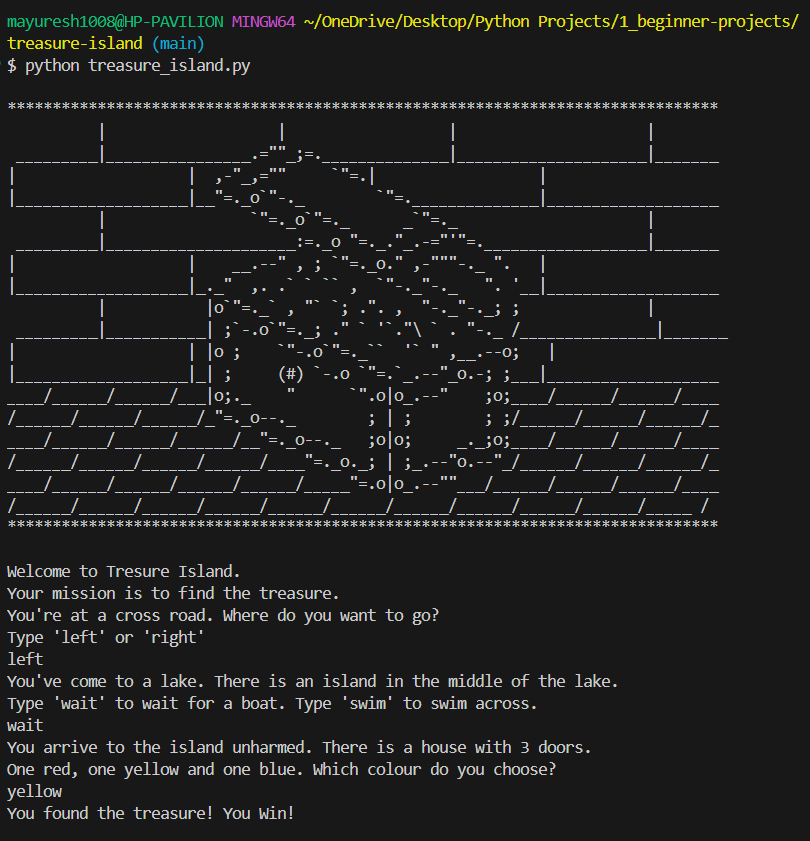 mayuresh1008@HP-PAVILION MINGW64 ~/OneDrive/Desktop/Python Projects/1_beginner-projects/
treasure-island (main)
$ python treasure_island.py
Welcome to Tresure Island.
Your mission is to find the treasure.
You're at a cross road. Where do you want to go?
Type 'left' or 'right'
left
You've come to a lake. There is an island in the middle of the lake.
Type 'wait' to wait for a boat. Type 'swim' to swim across.
wait
You arrive to the island unharmed. There is a house with 3 doors.
One red, one yellow and one blue. Which colour do you choose?
yellow
You found the treasure! You Win!